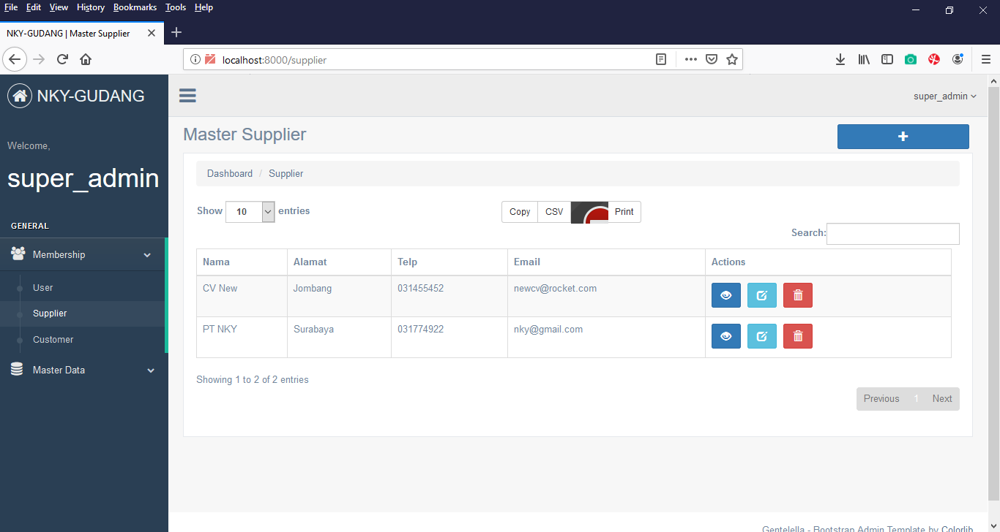 File Edit View History Bookmarks Tools Help
NKY-GUDANG | Master Supplier
localhost:8000/supplier
NKY-GUDANG
super_admin
Welcome,
super_admin
GENERAL
Membership
User
Supplier
Customer
Master Data
Master Supplier
Dashboard / Supplier
Show 10 entries
Copy CSV Print
Search:
Nama Alamat Telp Email Actions
CV New Jombang 031455452 newcv@rocket.com
PT NKY Surabaya 031774922 nky@gmail.com
Showing 1 to 2 of 2 entries
Previous 1 Next
Gentelella - Bootstrap Admin Template by Colorlib